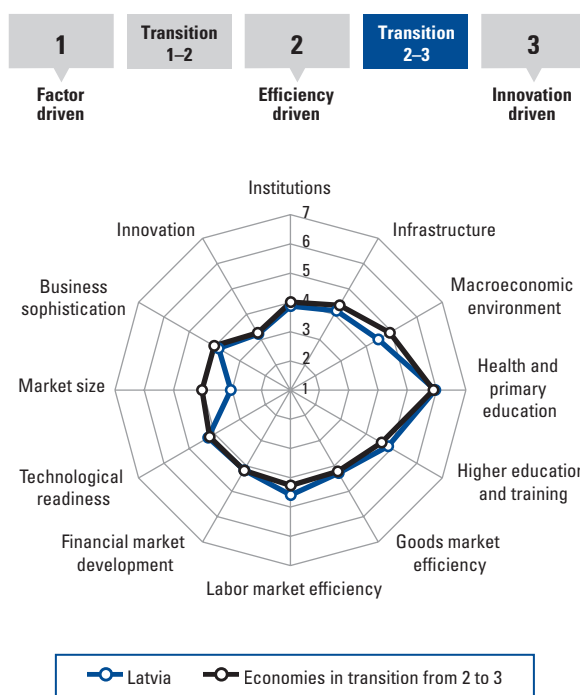 1
Transition
1–2
2
Transition
2–3
3
Factor
driven
Efficiency
driven
Innovation
driven
Institutions
7
6
5
4
3
2
1
Infrastructure
Macroeconomic
environment
Health and
primary
education
Higher education
and training
Goods market
efficiency
Labor market efficiency
Financial market
development
Technological
readiness
Market size
Business
sophistication
Innovation
Latvia
Economies in transition from 2 to 3